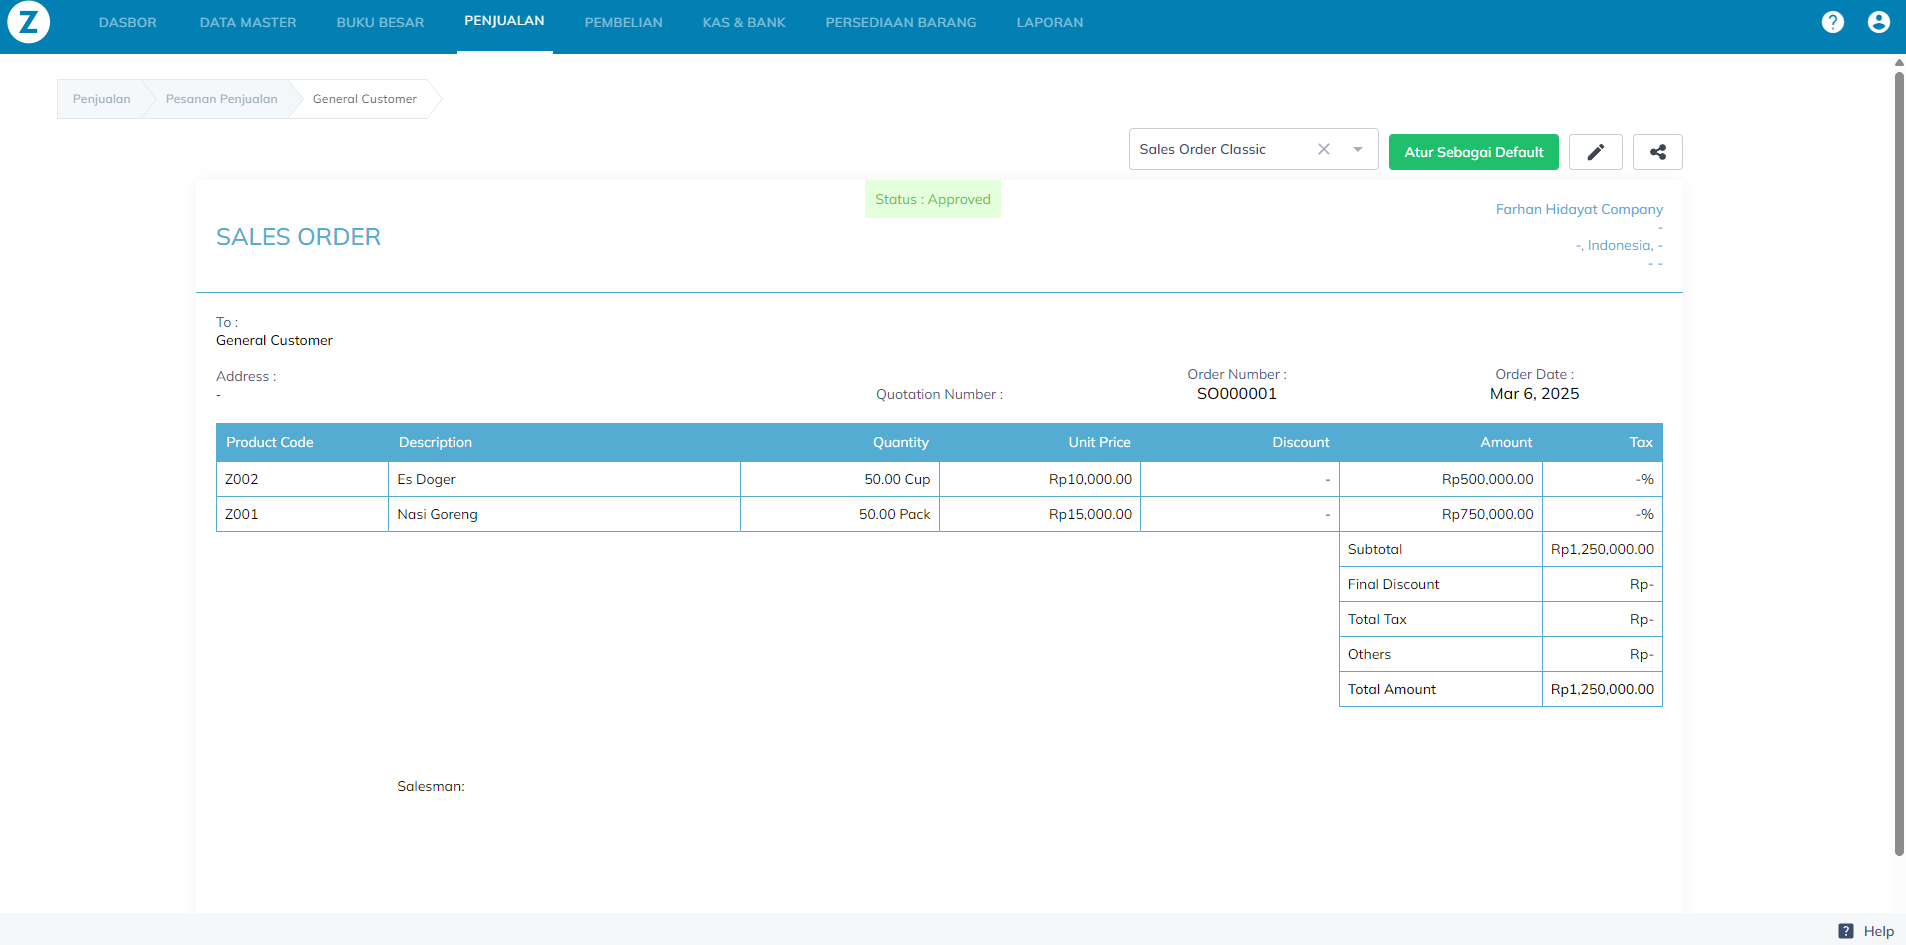 Z DASBOR DATA MASTER BUKU BESAR PENJUALAN PEMBELIAN KAS & BANK PERSEDIAAN BARANG LAPORAN ?
Penjualan Pesanan Penjualan General Customer
Sales Order Classic Atur Sebagai Default
Status : Approved
Farhan Hidayat Company
-
SALES ORDER
-, Indonesia, -
- -
To :
General Customer
Address :
-
Quotation Number :
Order Number :
SO000001
Order Date :
Mar 6, 2025
Product Code Description Quantity Unit Price Discount Amount Tax
Z002 Es Doger 50.00 Cup Rp10,000.00 - Rp500,000.00 -%
Z001 Nasi Goreng 50.00 Pack Rp15,000.00 - Rp750,000.00 -%
Subtotal Rp1,250,000.00
Final Discount Rp-
Total Tax Rp-
Others Rp-
Total Amount Rp1,250,000.00
Salesman:
? Help